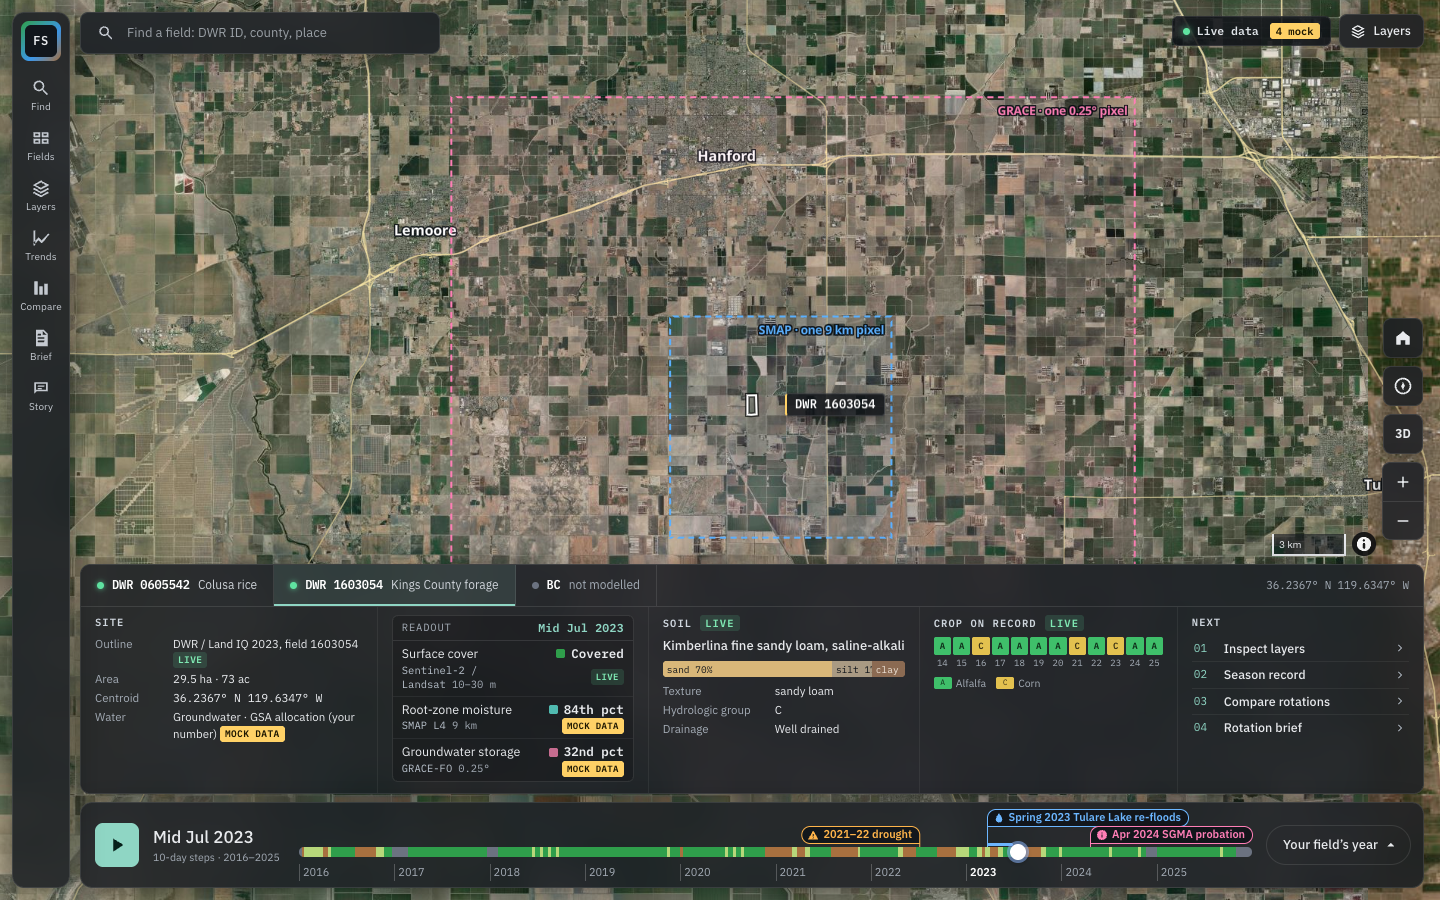 FS
Find a field: DWR ID, county, place
Live data
4 mock
Layers
Find
Fields
Layers
Trends
Compare
Brief
Story
GRACE · one 0.25° pixel
Hanford
Lemoore
SMAP · one 9 km pixel
DWR 1603054
Tu
3D
+
−
3 km
DWR 0605542 Colusa rice
DWR 1603054 Kings County forage
BC not modelled
36.2367° N 119.6347° W
SITE
Outline DWR / Land IQ 2023, field 1603054
LIVE
Area 29.5 ha · 73 ac
Centroid 36.2367° N 119.6347° W
Water Groundwater · GSA allocation (your
number) MOCK DATA
READOUT Mid Jul 2023
Surface cover Covered
Sentinel-2 /
Landsat 10–30 m
LIVE
Root-zone moisture 84th pct
SMAP L4 9 km MOCK DATA
Groundwater storage 32nd pct
GRACE-FO 0.25° MOCK DATA
SOIL LIVE
Kimberlina fine sandy loam, saline-alkali
sand 70% silt clay
Texture sandy loam
Hydrologic group C
Drainage Well drained
CROP ON RECORD LIVE
A A C A A A A C A C A A
14 15 16 17 18 19 20 21 22 23 24 25
A Alfalfa C Corn
NEXT
01 Inspect layers
02 Season record
03 Compare rotations
04 Rotation brief
Mid Jul 2023
10-day steps · 2016–2025
Spring 2023 Tulare Lake re-floods
2021–22 drought
Apr 2024 SGMA probation
2016 2017 2018 2019 2020 2021 2022 2023 2024 2025
Your field's year